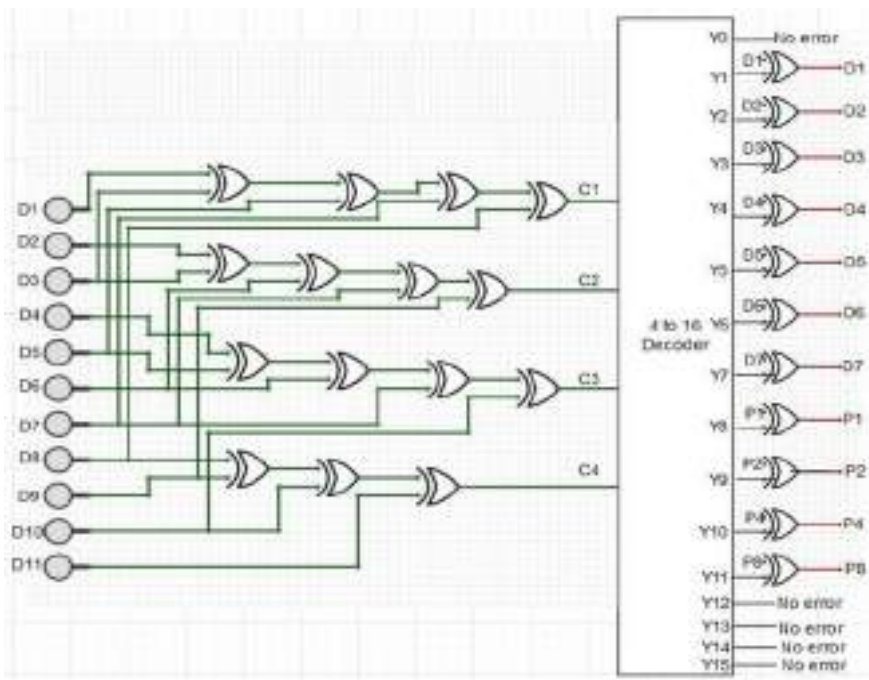 D1
D2
D3
D4
D5
D6
D7
D8
D9
D10
D11
C1
C2
C3
C4
4 to 16
Decoder
Y0 No error
Y1 D1 D1
Y2 D2 D2
Y3 D3 D3
Y4 D4 D4
Y5 D5 D5
Y6 D6 D6
Y7 D7 D7
Y8 P1 P1
Y9 P2 P2
Y10 P4 P4
Y11 P8 P8
Y12 No error
Y13 No error
Y14 No error
Y15 No error